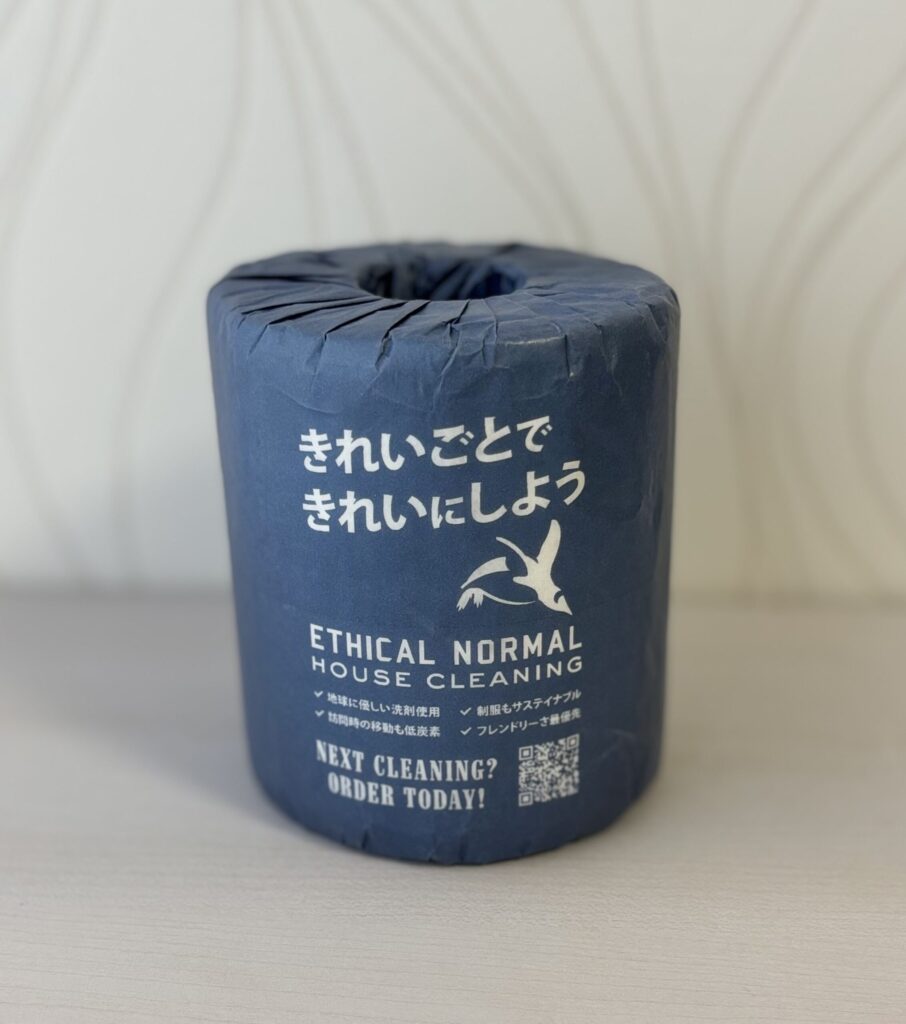 きれいごとで
きれいにしよう
ETHICAL NORMAL
HOUSE CLEANING
✓ 地球に優しい洗剤使用 ✓ 制服もサステイナブル
✓ 訪問時の移動も低炭素 ✓ フレンドリーさ最優先
NEXT CLEANING?
ORDER TODAY!